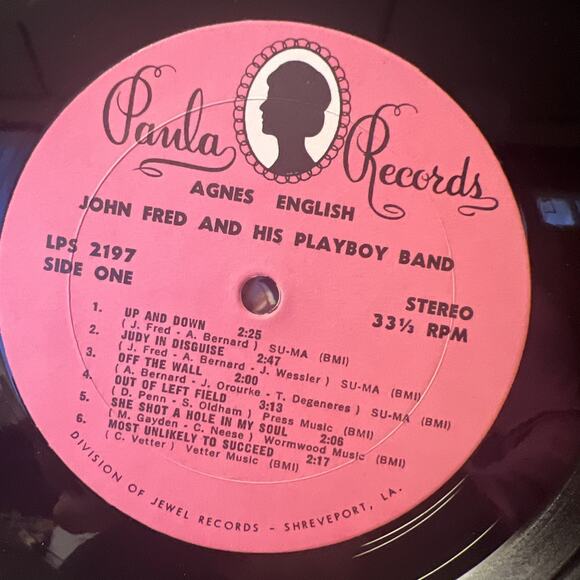 Paula Records
AGNES ENGLISH
JOHN FRED AND HIS PLAYBOY BAND
LPS 2197
SIDE ONE
STEREO
33⅓ RPM
1. UP AND DOWN 2:25
( J. Fred - A. Bernard ) SU-MA (BMI)
2. JUDY IN DISGUISE 2:47
( J. Fred - A. Bernard - J. Wessler ) SU-MA (BMI)
3. OFF THE WALL 2:00
( A. Bernard - J. Orourke - T. Degeneres ) SU-MA (BMI)
4. OUT OF LEFT FIELD 3:13
( D. Penn - S. Oldham ) Press Music (BMI)
5. SHE SHOT A HOLE IN MY SOUL 2:06
( M. Gayden - C. Neese ) Wormwood Music (BMI)
6. MOST UNLIKELY TO SUCCEED 2:17
( C. Vetter ) Vetter Music (BMI)
DIVISION OF JEWEL RECORDS - SHREVEPORT, LA.